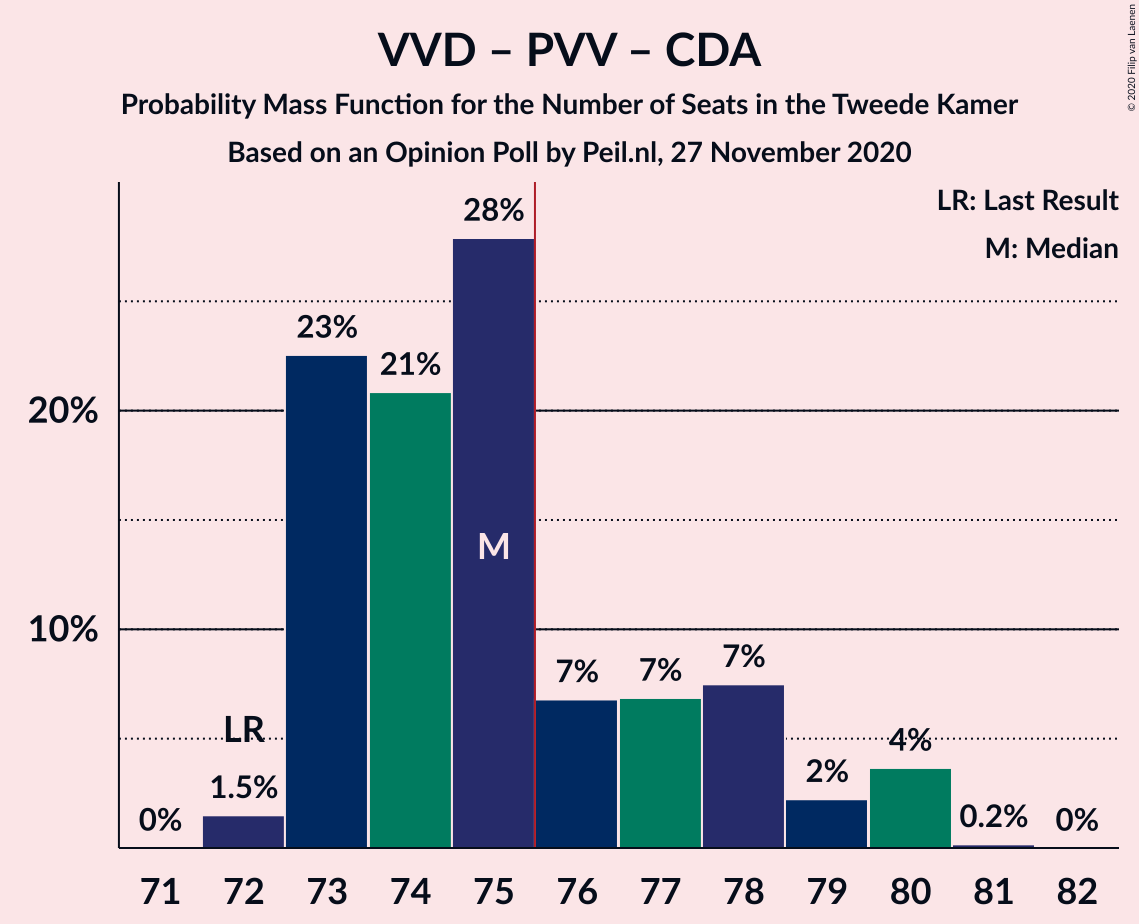 VVD – PVV – CDA
Probability Mass Function for the Number of Seats in the Tweede Kamer
Based on an Opinion Poll by Peil.nl, 27 November 2020
© 2020 Filip van Laenen
LR: Last Result
M: Median
28%
23%
21%
20%
M
10%
7%
7%
7%
LR
4%
2%
1.5%
0%
0.2%
0%
71 72 73 74 75 76 77 78 79 80 81 82